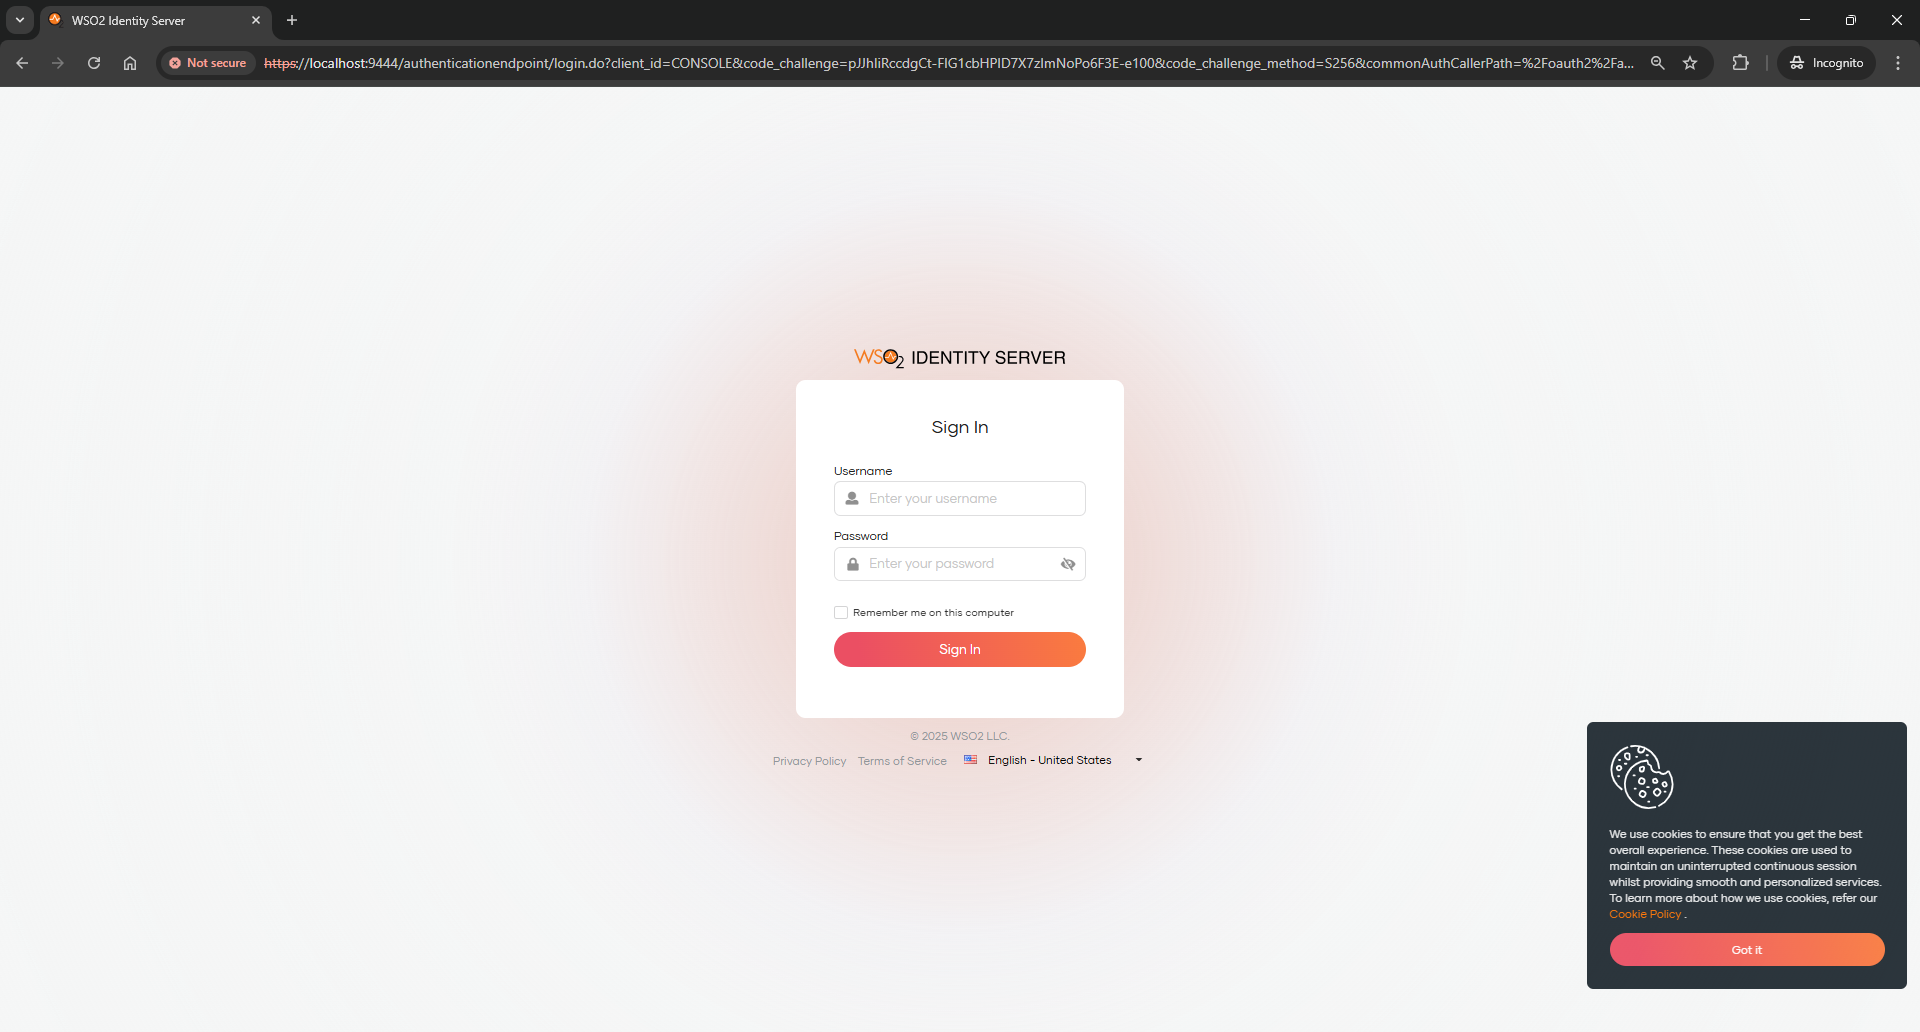 WSO2 Identity Server
Not secure
https://localhost:9444/authenticationendpoint/login.do?client_id=CONSOLE&code_challenge=pJJhIiRccdgCt-FIG1cbHPID7X7zImNoPo6F3E-e100&code_challenge_method=S256&commonAuthCallerPath=%2Foauth2%2Fa...
Incognito
WSO2 IDENTITY SERVER
Sign In
Username
Enter your username
Password
Enter your password
Remember me on this computer
Sign In
© 2025 WSO2 LLC.
Privacy Policy Terms of Service English - United States
We use cookies to ensure that you get the best
overall experience. These cookies are used to
maintain an uninterrupted continuous session
whilst providing smooth and personalized services.
To learn more about how we use cookies, refer our
Cookie Policy .
Got it